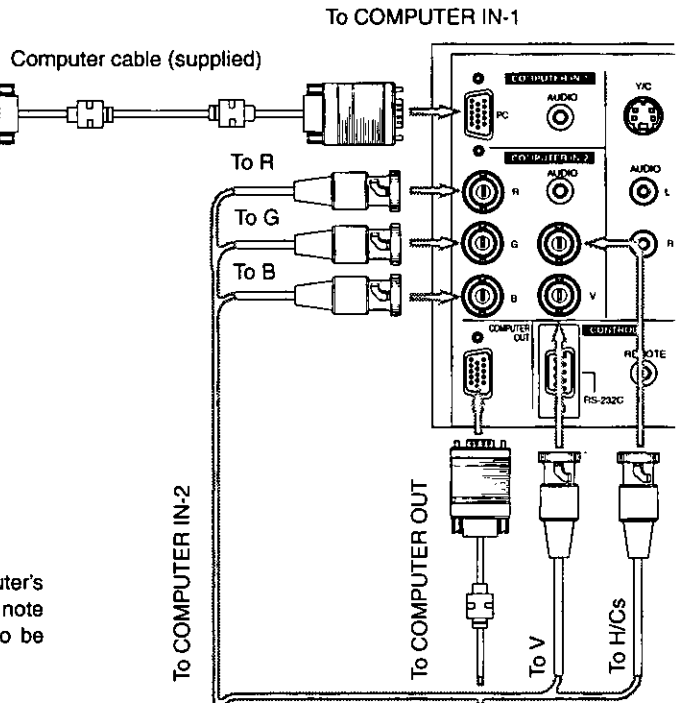 To COMPUTER IN-1
Computer cable (supplied)
COMPUTER IN-1
PC
AUDIO
Y/C
COMPUTER IN-2
To R
R
AUDIO
AUDIO
L
To G
G
R
To B
B
V
COMPUTER
OUT
CONTROL
REMOTE
RS-232C
To COMPUTER IN-2
To COMPUTER OUT
To V
To H/Cs
uter's
note
o be